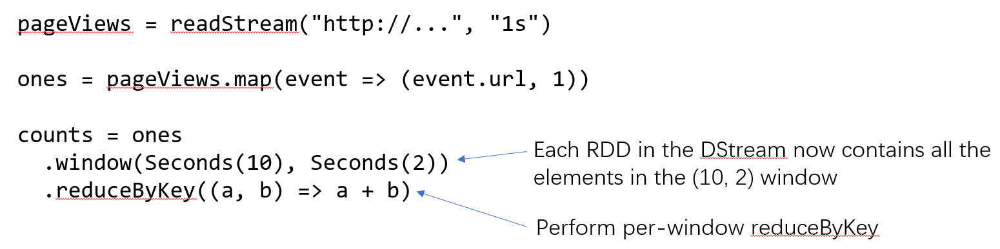 pageViews = readStream("http://...", "1s")
ones = pageViews.map(event => (event.url, 1))
counts = ones
.window(Seconds(10), Seconds(2))
.reduceByKey((a, b) => a + b)
Each RDD in the DStream now contains all the
elements in the (10, 2) window
Perform per-window reduceByKey